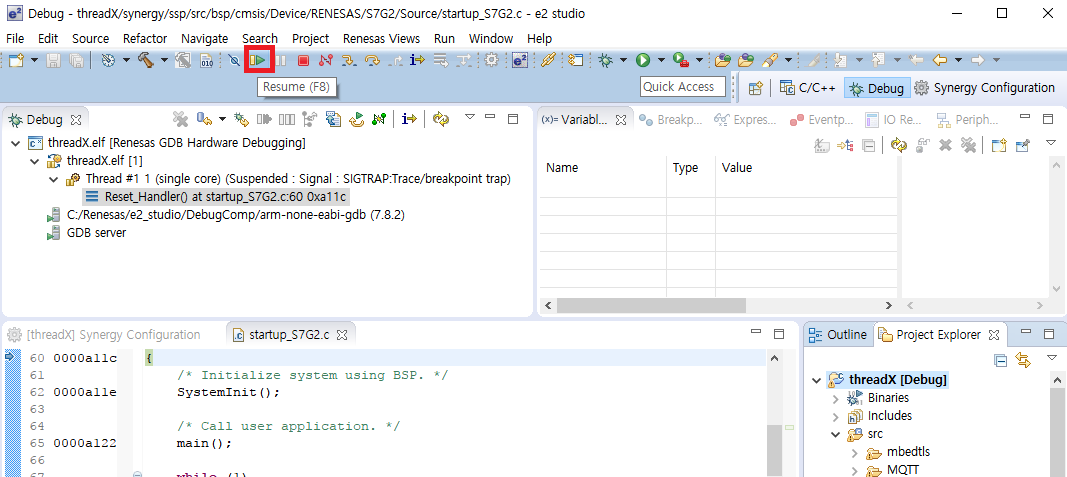 Debug - threadX/synergy/ssp/src/bsp/cmsis/Device/RENESAS/S7G2/Source/startup_S7G2.c - e2 studio
File Edit Source Refactor Navigate Search Project Renesas Views Run Window Help
Resume (F8)
Quick Access
C/C++ Debug Synergy Configuration
Debug
threadX.elf [Renesas GDB Hardware Debugging]
threadX.elf [1]
Thread #1 1 (single core) (Suspended : Signal : SIGTRAP:Trace/breakpoint trap)
Reset_Handler() at startup_S7G2.c:60 0xa11c
C:/Renesas/e2_studio/DebugComp/arm-none-eabi-gdb (7.8.2)
GDB server
(x)= Variabl... Breakp... Expres... Eventp... IO Re... Periph...
Name Type Value
[threadX] Synergy Configuration startup_S7G2.c
60 0000a11c {
61 /* Initialize system using BSP. */
62 0000a11e SystemInit();
63
64 /* Call user application. */
65 0000a122 main();
66
67 while (1)
Outline Project Explorer
threadX [Debug]
Binaries
Includes
src
mbedtls
MQTT